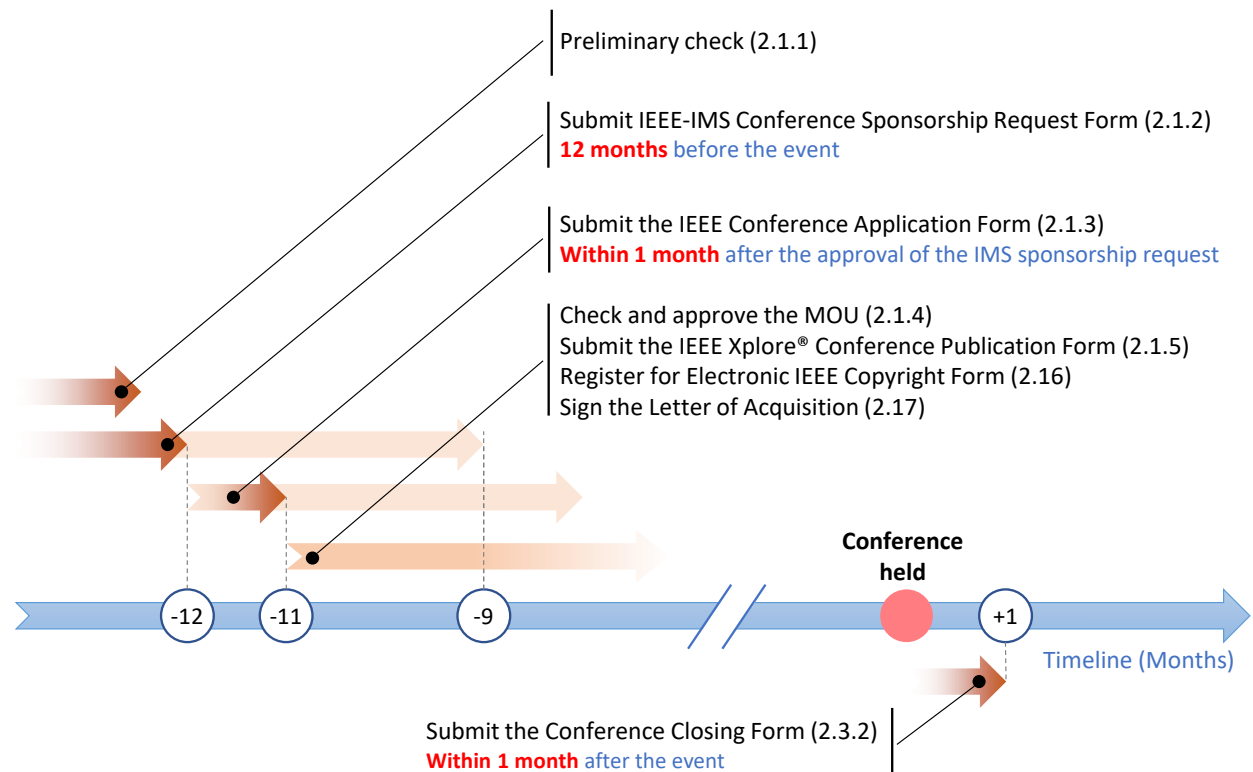 Preliminary check (2.1.1)
Submit IEEE-IMS Conference Sponsorship Request Form (2.1.2)
12 months before the event
Submit the IEEE Conference Application Form (2.1.3)
Within 1 month after the approval of the IMS sponsorship request
Check and approve the MOU (2.1.4)
Submit the IEEE Xplore® Conference Publication Form (2.1.5)
Register for Electronic IEEE Copyright Form (2.16)
Sign the Letter of Acquisition (2.17)
Conference
held
-12
-11
-9
+1
Timeline (Months)
Submit the Conference Closing Form (2.3.2)
Within 1 month after the event